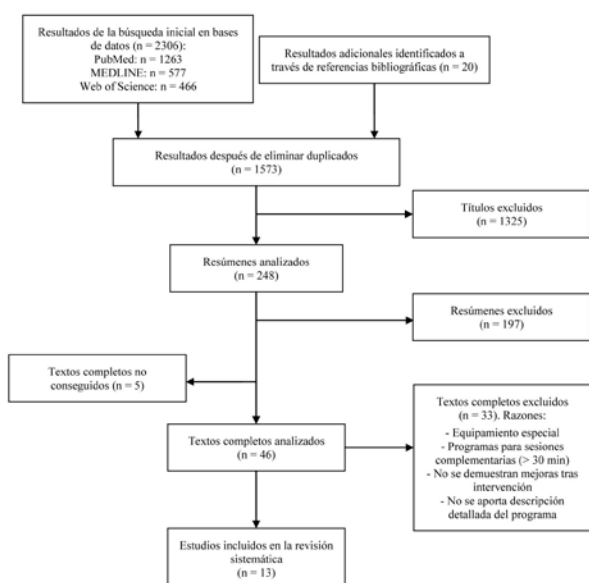 Resultados de la búsqueda inicial en bases
de datos (n = 2306):
PubMed: n = 1263
MEDLINE: n = 577
Web of Science: n = 466
Resultados adicionales identificados a
través de referencias bibliográficas (n = 20)
Resultados después de eliminar duplicados
(n = 1573)
Títulos excluidos
n = 1325)
Resúmenes analizados
(n = 248)
Resúmenes excluidos
(n = 197)
Textos completos no
conseguidos (n = 5)
Textos completos analizados
(n = 46)
Textos completos excluidos
(n = 33). Razones:
- Equipamiento especial
- Programas para sesiones
complementarias (> 30 min)
- No se demuestran mejoras tras
intervención
- No se aporta descripción
detallada del programa
Estudios incluidos en la revisión
sistemática
(n = 13)